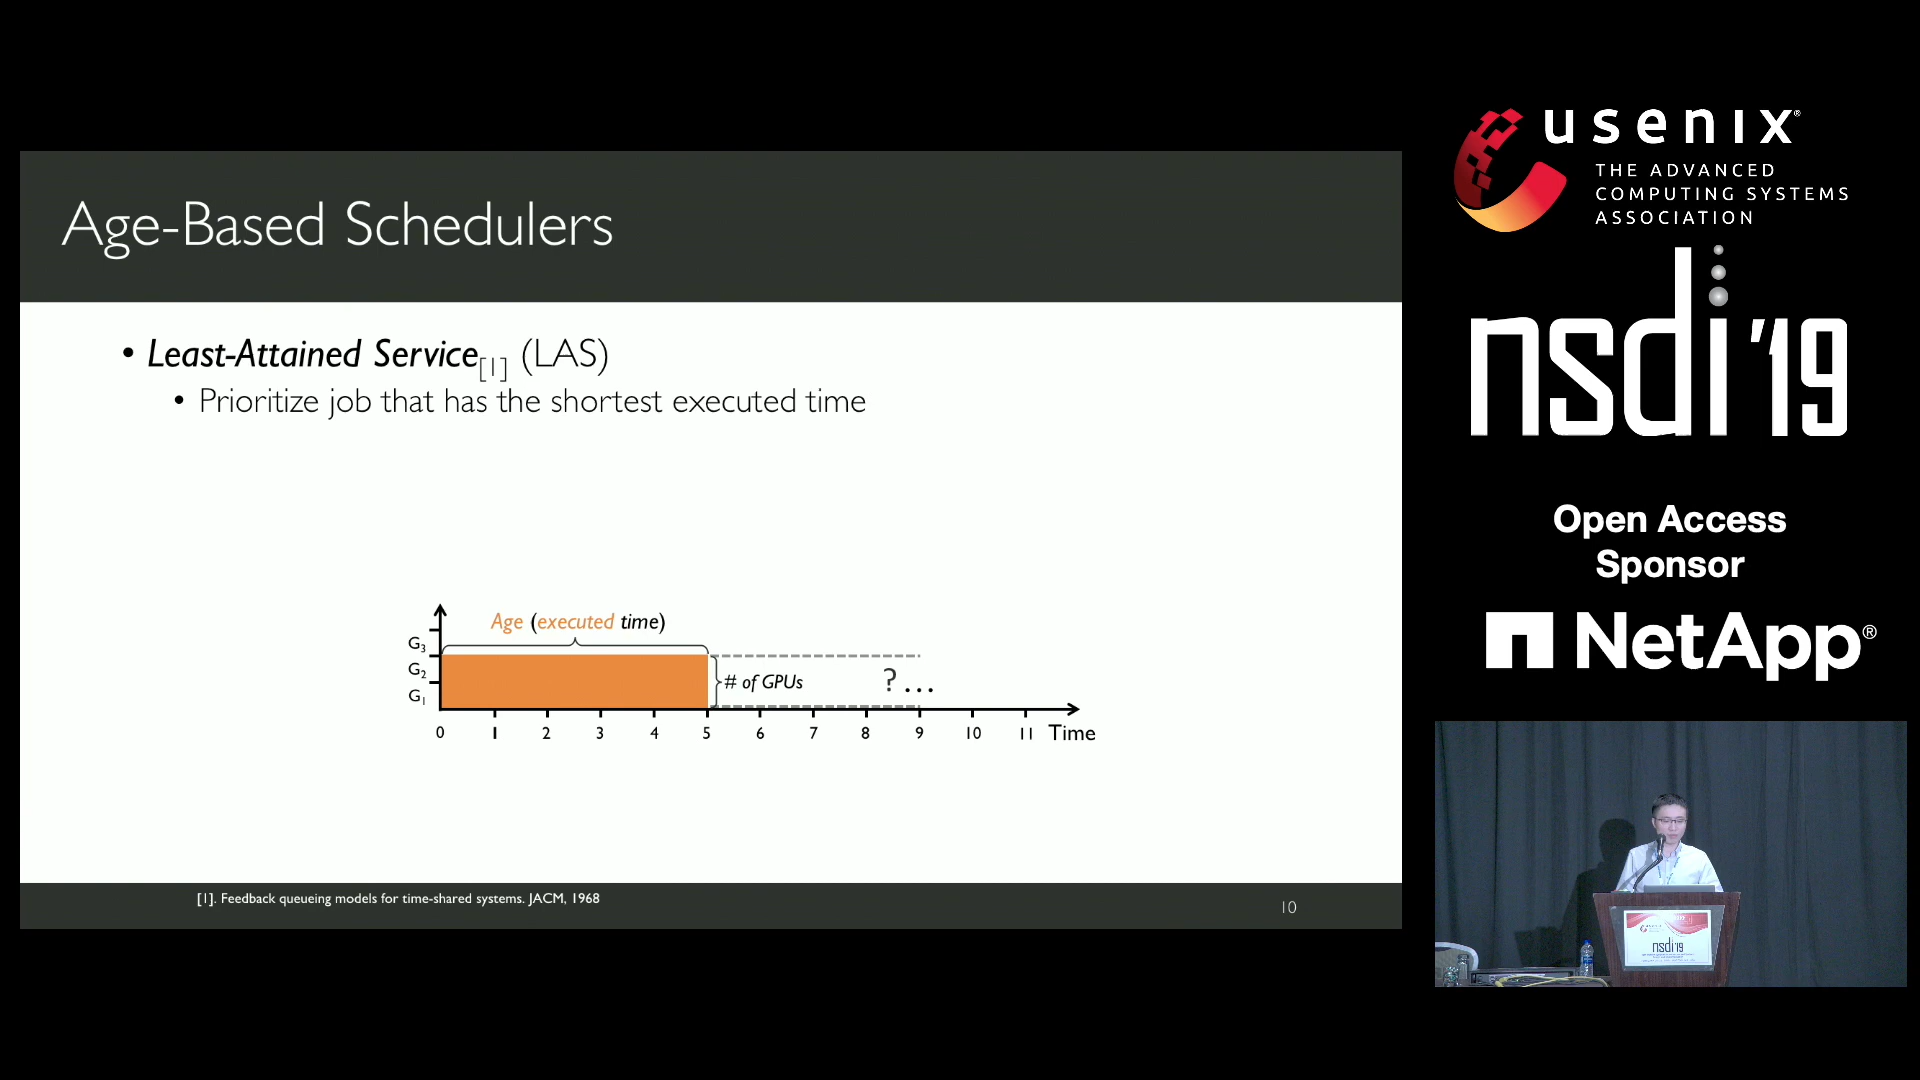 Age-Based Schedulers
• Least-Attained Service[1] (LAS)
• Prioritize job that has the shortest executed time
Age (executed time)
G3
G2
G1
# of GPUs
? ...
0 1 2 3 4 5 6 7 8 9 10 11 Time
[1]. Feedback queueing models for time-shared systems. JACM, 1968
10
usenix®
THE ADVANCED
COMPUTING SYSTEMS
ASSOCIATION
nsdi '19
Open Access
Sponsor
NetApp®
nsdi'19